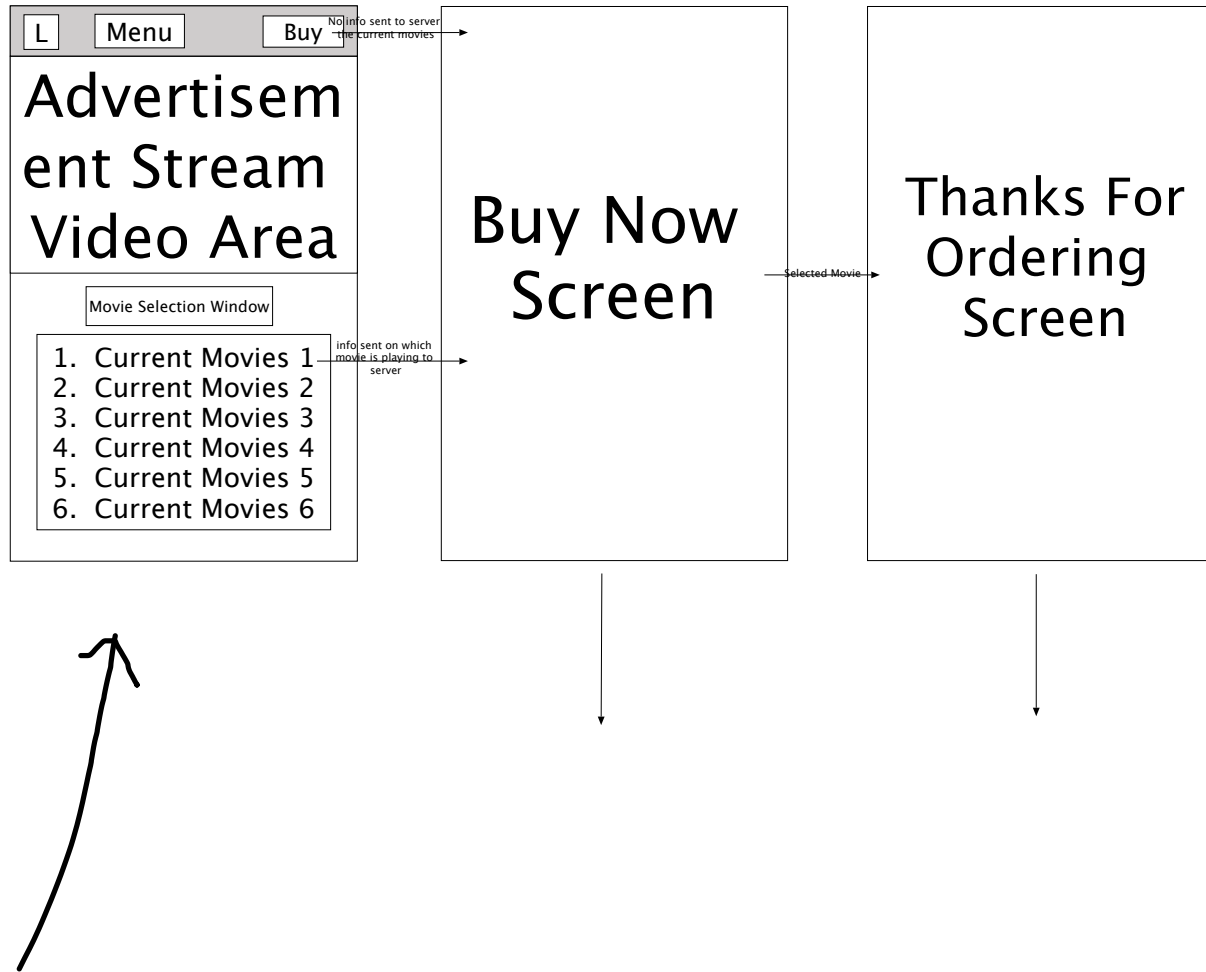 L
Menu
Buy
No info sent to server
the current movies
Advertisem
ent Stream
Video Area
Movie Selection Window
1. Current Movies 1
2. Current Movies 2
3. Current Movies 3
4. Current Movies 4
5. Current Movies 5
6. Current Movies 6
info sent on which
movie is playing to
server
Buy Now
Screen
Selected Movie
Thanks For
Ordering
Screen